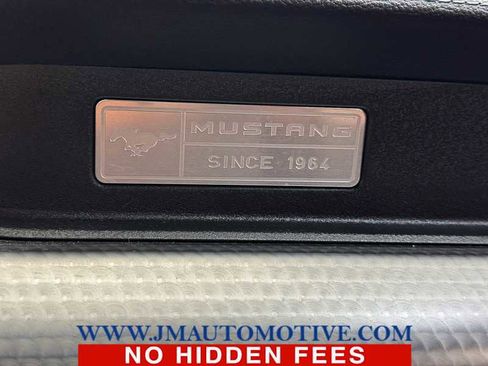 MUSTANG
SINCE 1964
WWW.JMAUTOMOTIVE.COM
NO HIDDEN FEES